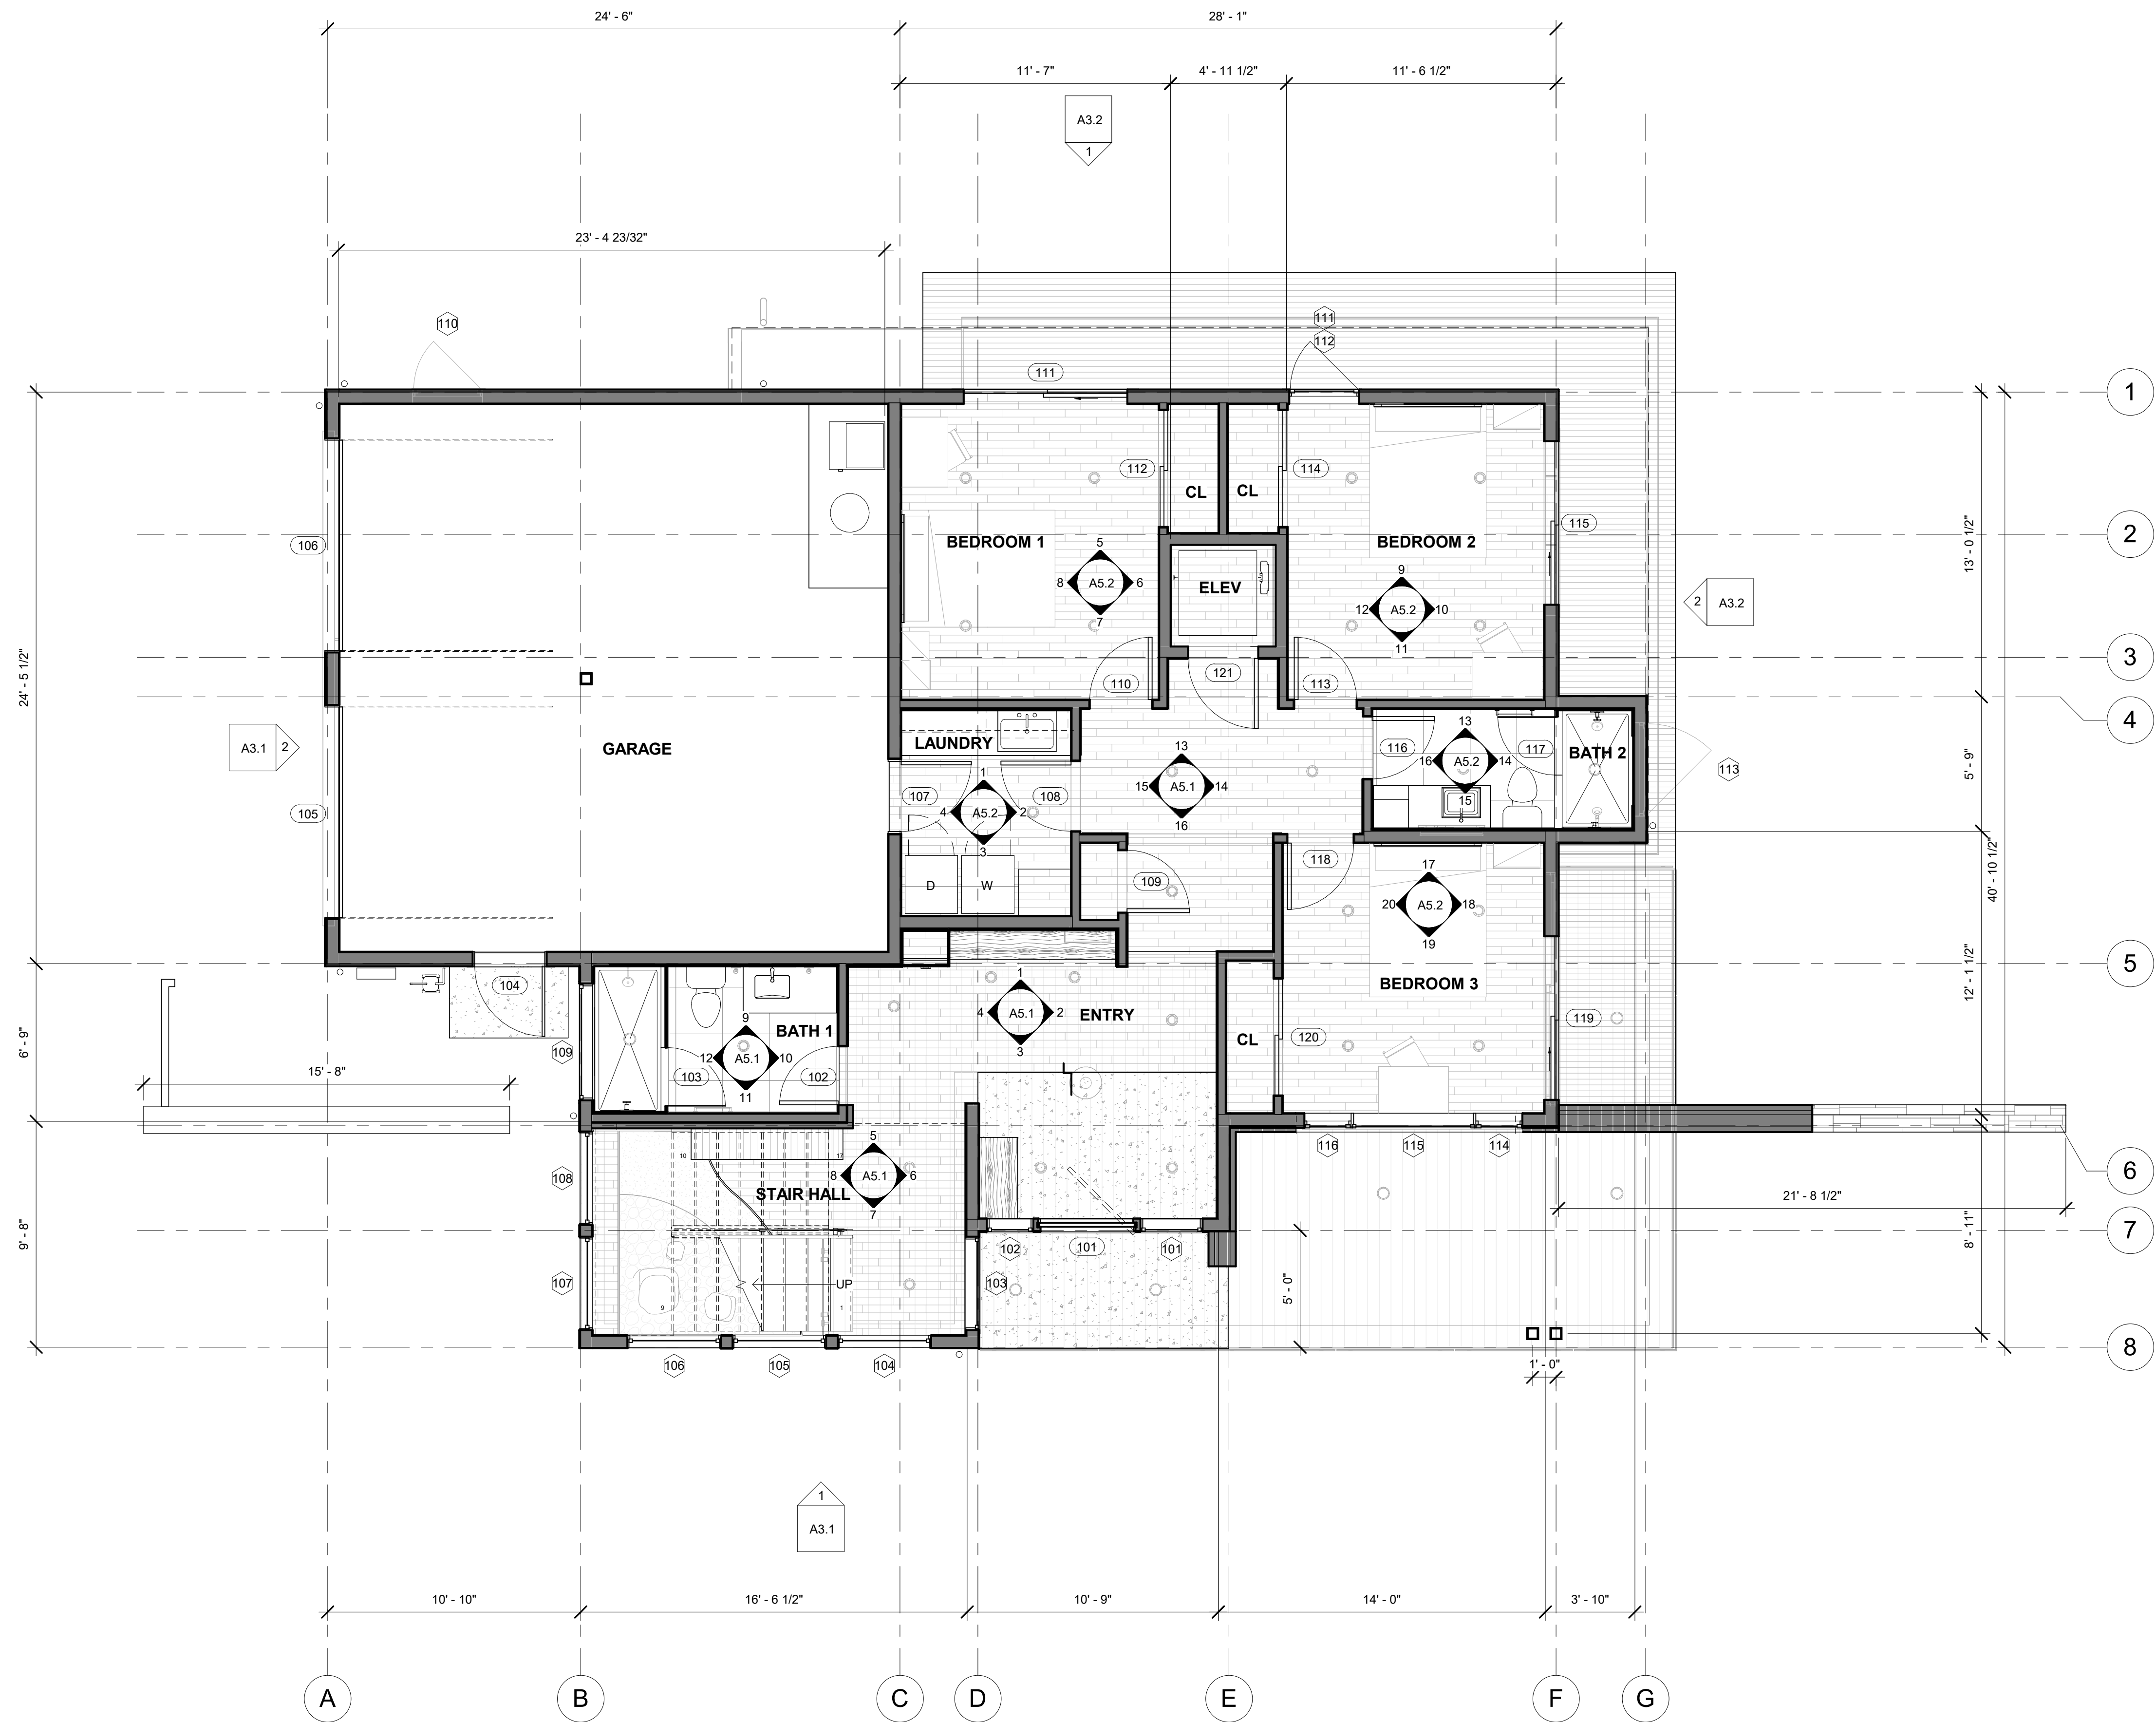 24' - 6"
28' - 1"
11' - 7"
4' - 11 1/2"
11' - 6 1/2"
A3.2
1
23' - 4 23/32"
110
111
112
111
1
106
112
CL
CL
114
115
2
BEDROOM 1
BEDROOM 2
13' - 0 1/2"
5
8
A5.2
6
7
ELEV
9
12
A5.2
10
11
2
A3.2
24' - 5 1/2"
3
110
121
113
4
A3.1
2
GARAGE
LAUNDRY
13
15
A5.1
14
16
116
13
16
A5.2
14
15
117
BATH 2
113
5' - 9"
105
107
1
4
A5.2
2
3
108
D
W
109
118
17
20
A5.2
18
19
40' - 10 1/2"
5
104
BEDROOM 3
12' - 1 1/2"
6' - 9"
109
15' - 8"
9
12
A5.1
10
11
BATH 1
103
102
1
4
A5.1
2
3
ENTRY
CL
120
119
116
115
114
6
21' - 8 1/2"
108
10
17
5
8
A5.1
6
7
STAIR HALL
9' - 8"
102
101
101
7
8' - 11"
107
9
UP
1
103
5' - 0"
106
105
104
8
1' - 0"
1
A3.1
10' - 10"
16' - 6 1/2"
10' - 9"
14' - 0"
3' - 10"
A
B
C
D
E
F
G